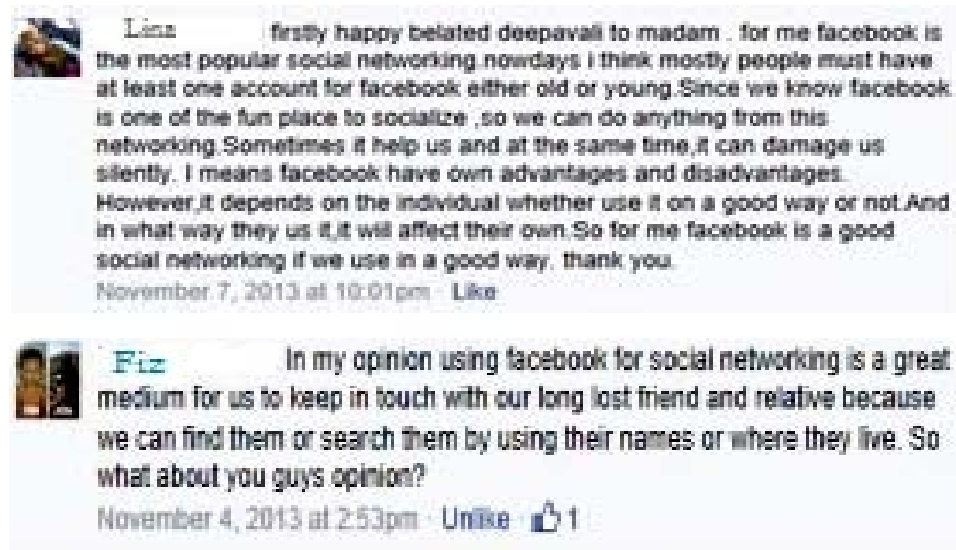 Linz firstly happy belated deepavali to madam . for me facebook is
the most popular social networking nowdays i think mostly people must have
at least one account for facebook either old or young.Since we know facebook
is one of the fun place to socialize ,so we can do anything from this
networking.Sometimes it help us and at the same time,it can damage us
silently. I means facebook have own advantages and disadvantages.
However,it depends on the individual whether use it on a good way or not.And
in what way they us it,it will affect their own.So for me facebook is a good
social networking if we use in a good way. thank you.
November 7, 2013 at 10:01pm · Like
Fiz In my opinion using facebook for social networking is a great
medium for us to keep in touch with our long lost friend and relative because
we can find them or search them by using their names or where they live. So
what about you guys opinion?
November 4, 2013 at 2:53pm · Unlike · 1